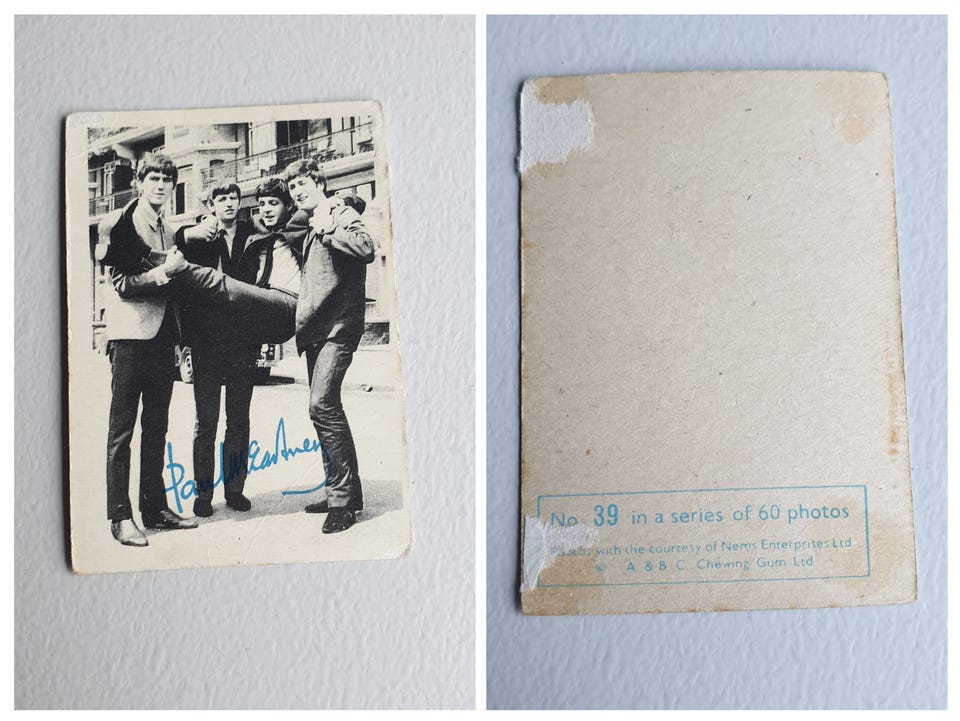 Paul McCartney
No 39 in a series of 60 photos
with the courtesy of Nems Enterprises Ltd
© A & B C Chewing Gum Ltd